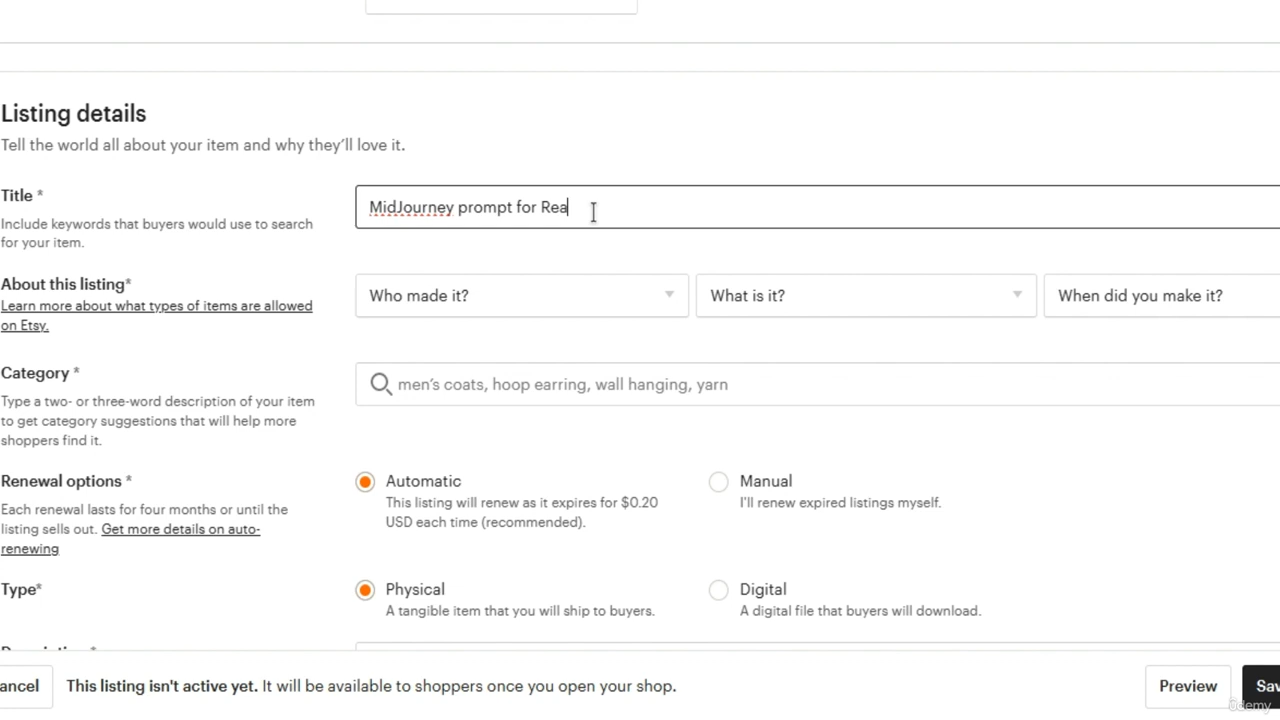 Listing details
Tell the world all about your item and why they'll love it.
Title *
MidJourney prompt for Rea
Include keywords that buyers would use to search
for your item.
About this listing*
Learn more about what types of items are allowed
on Etsy.
Who made it?
What is it?
When did you make it?
Category *
men's coats, hoop earring, wall hanging, yarn
Type a two- or three-word description of your item
to get category suggestions that will help more
shoppers find it.
Renewal options *
Each renewal lasts for four months or until the
listing sells out. Get more details on auto-
renewing
Automatic
This listing will renew as it expires for $0.20
USD each time (recommended).
Manual
I'll renew expired listings myself.
Type*
Physical
A tangible item that you will ship to buyers.
Digital
A digital file that buyers will download.
ancel
This listing isn't active yet. It will be available to shoppers once you open your shop.
Preview
Sav